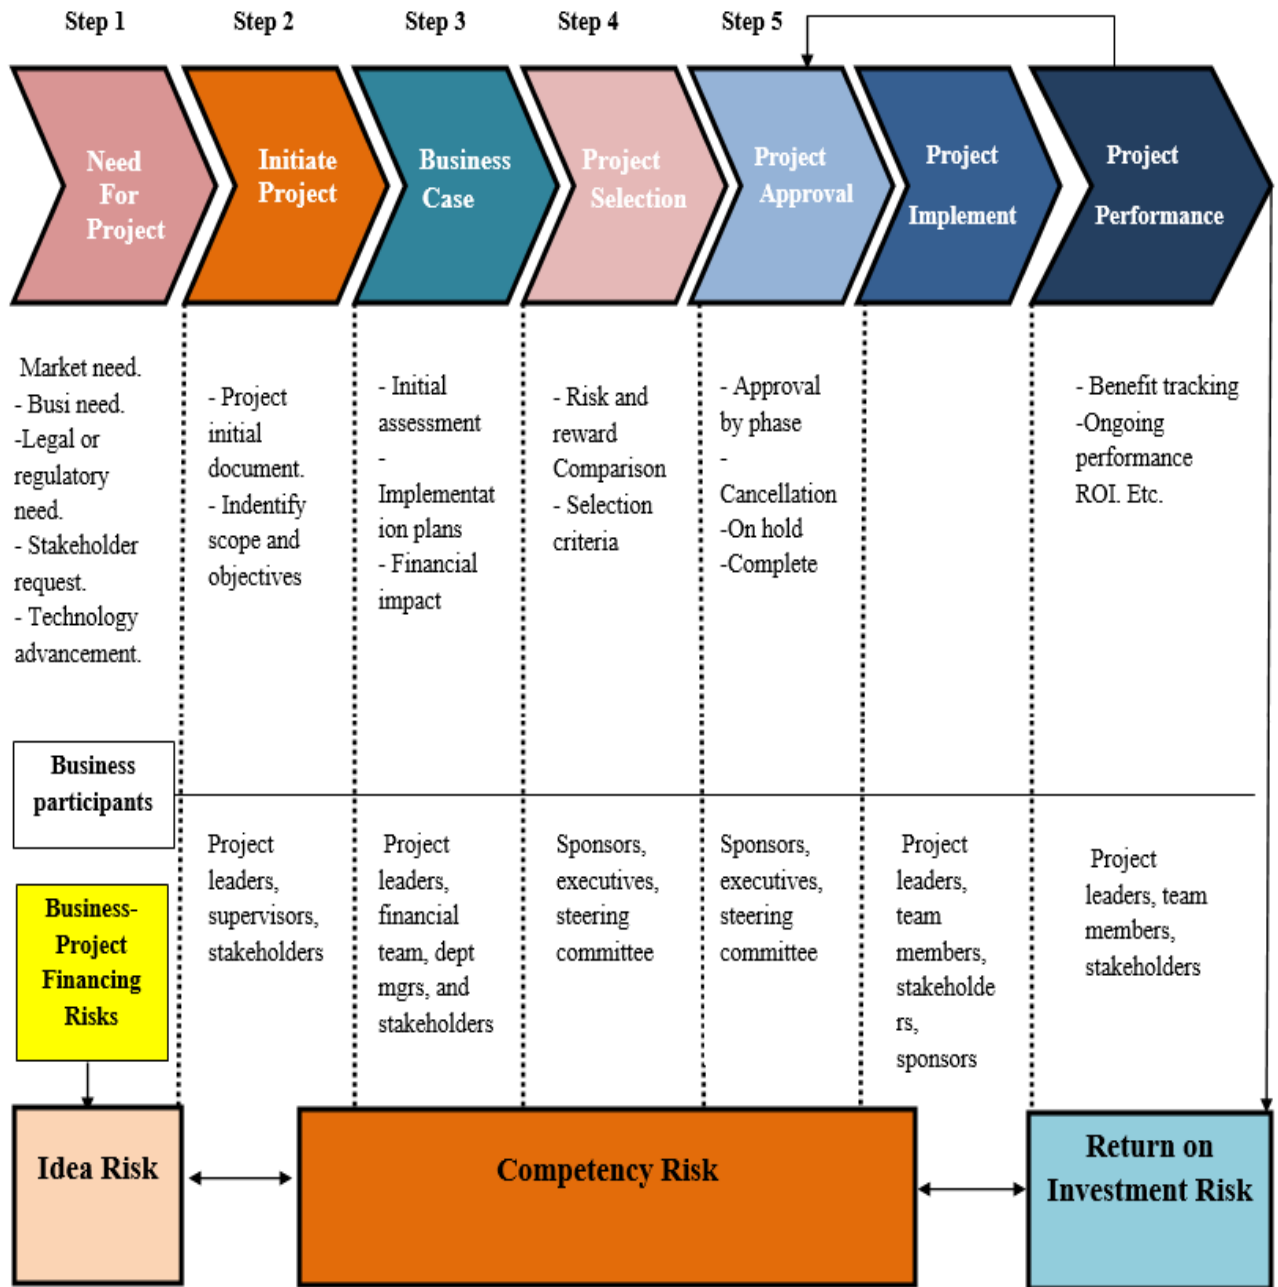 Step 1
Step 2
Step 3
Step 4
Step 5
Need
For
Project
Initiate
Project
Business
Case
Project
Selection
Project
Approval
Project
Implement
Project
Performance
Market need.
- Busi need.
-Legal or
regulatory
need.
- Stakeholder
request.
- Technology
advancement.
- Project
initial
document.
- Indentify
scope and
objectives
- Initial
assessment
-
Implementat
ion plans
- Financial
impact
- Risk and
reward
Comparison
- Selection
criteria
- Approval
by phase
-
Cancellation
-On hold
-Complete
- Benefit tracking
-Ongoing
performance
ROI. Etc.
Business
participants
Project
leaders,
supervisors,
stakeholders
Project
leaders,
financial
team, dept
mgrs, and
stakeholders
Sponsors,
executives,
steering
committee
Sponsors,
executives,
steering
committee
Project
leaders,
team
members,
stakeholde
rs,
sponsors
Project
leaders, team
members,
stakeholders
Business-
Project
Financing
Risks
Idea Risk
Competency Risk
Return on
Investment Risk